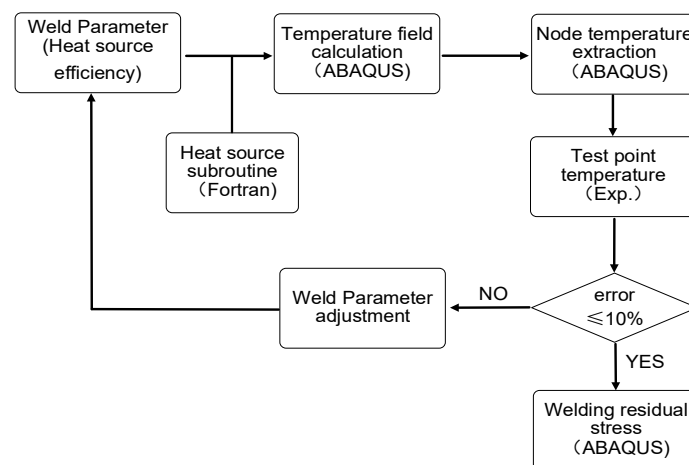 Weld Parameter
(Heat source
efficiency)
Temperature field
calculation
（ABAQUS)
Node temperature
extraction
（ABAQUS)
Heat source
subroutine
（Fortran)
Test point
temperature
（Exp.）
Weld Parameter
adjustment
NO
error
≤10%
YES
Welding residual
stress
（ABAQUS)